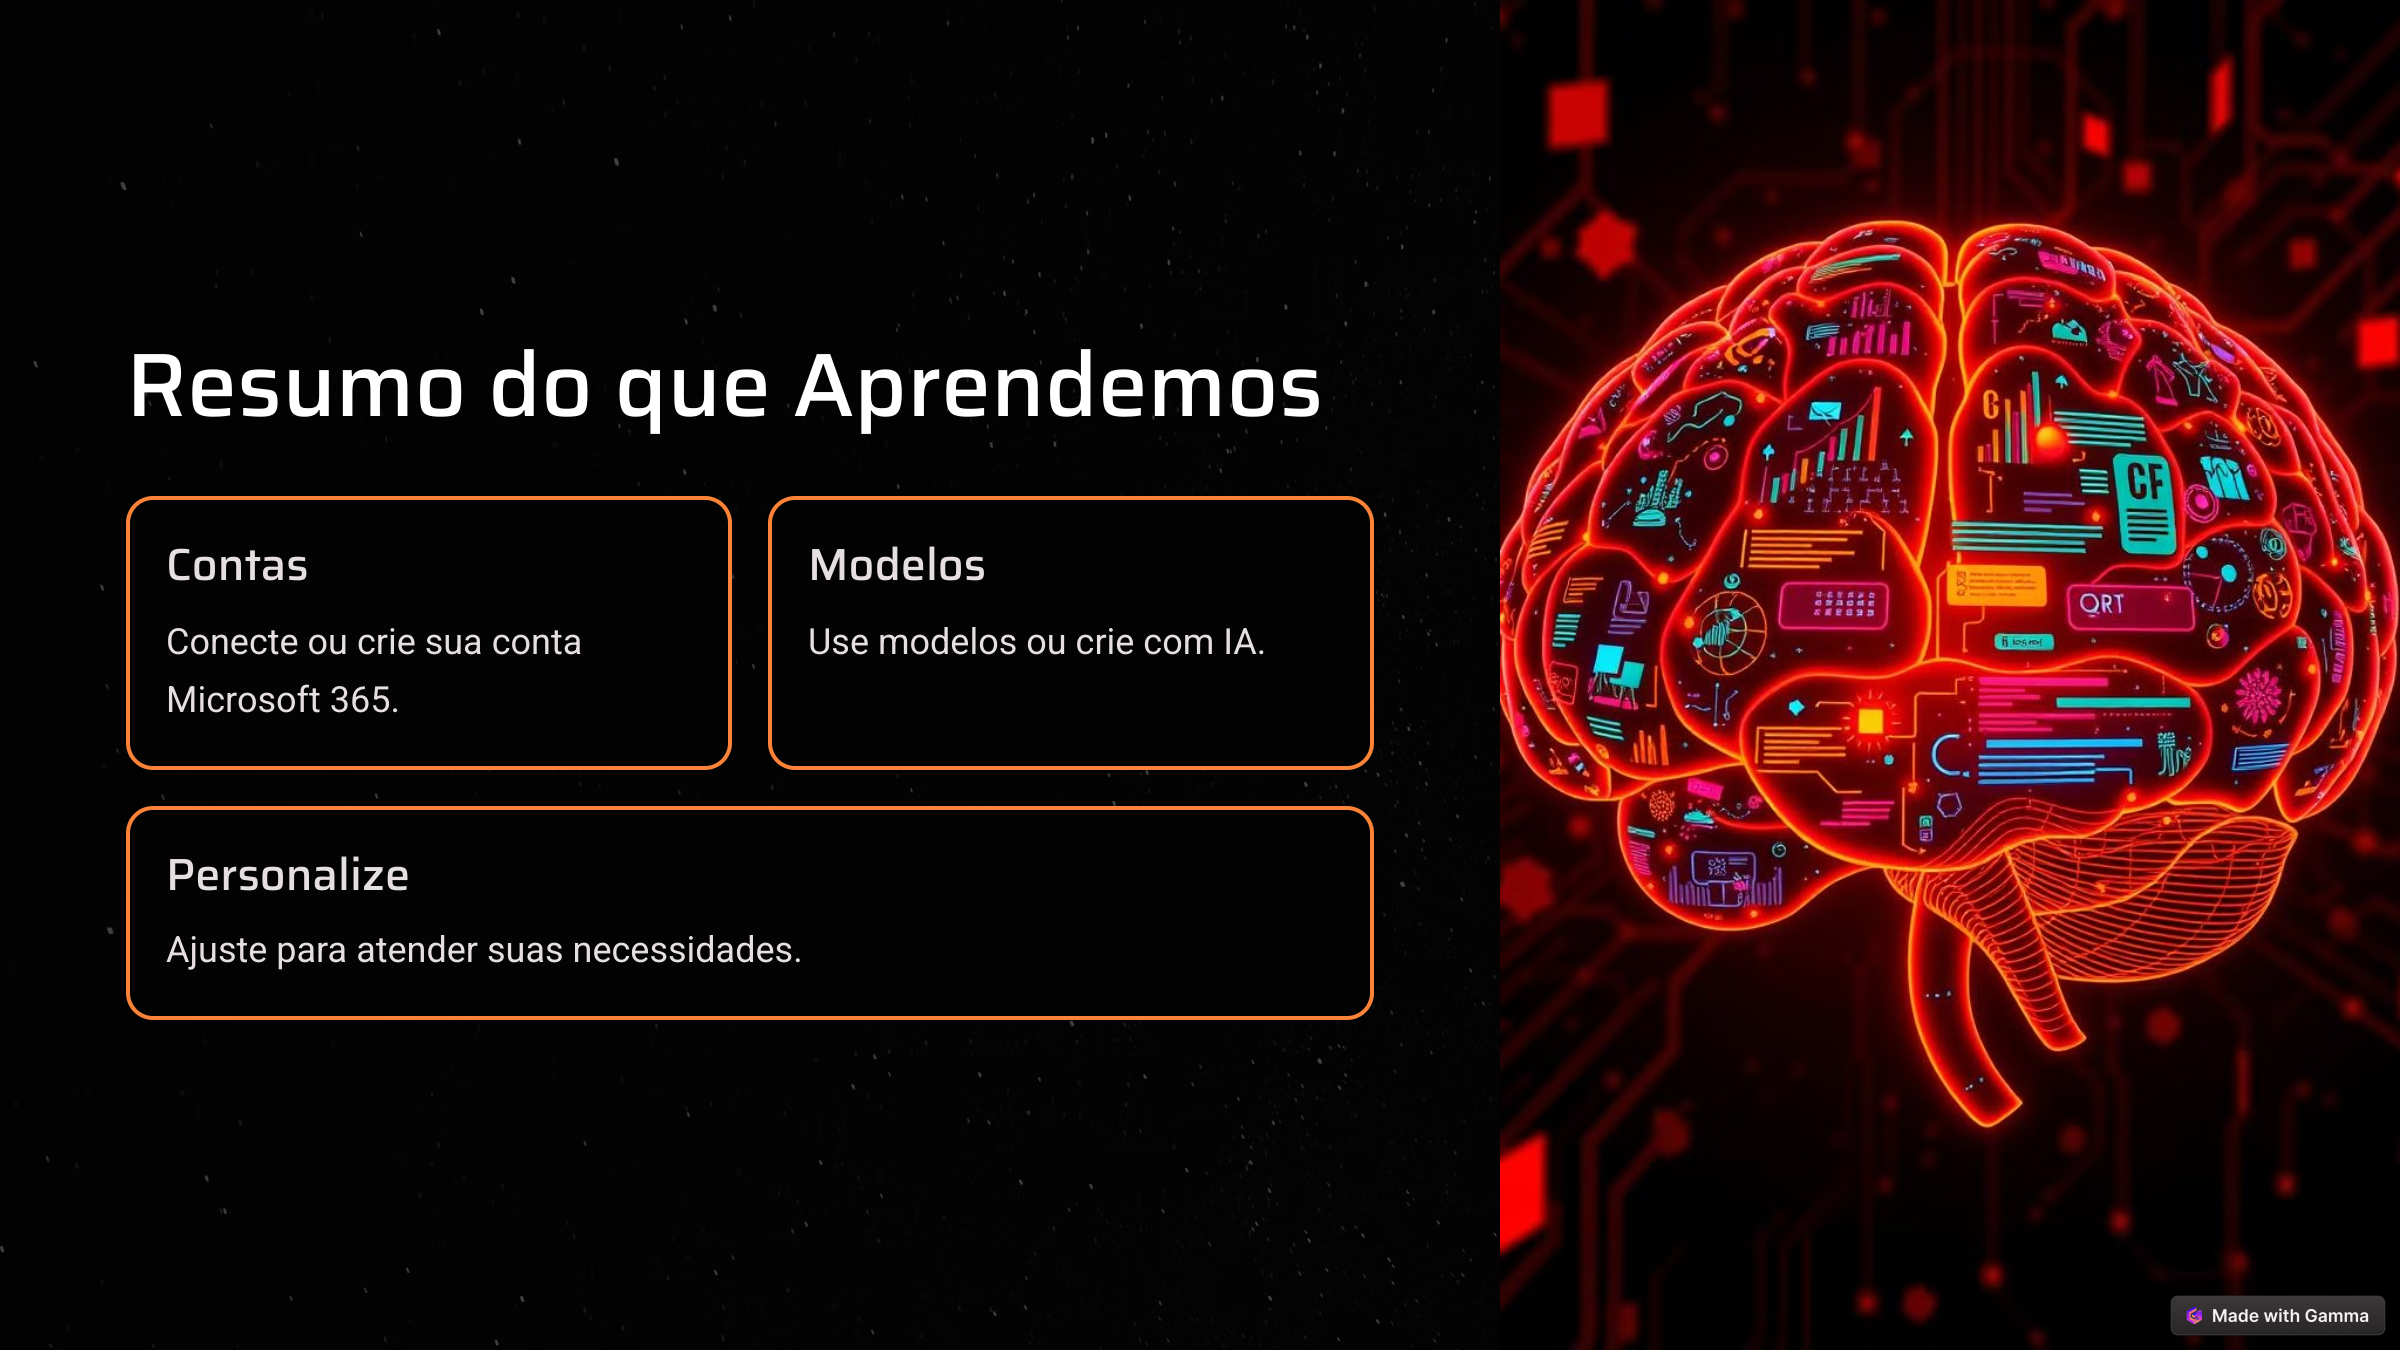 Resumo do que Aprendemos
Contas
Conecte ou crie sua conta
Microsoft 365.
Modelos
Use modelos ou crie com IA.
Personalize
Ajuste para atender suas necessidades.
CF
QRT
Made with Gamma